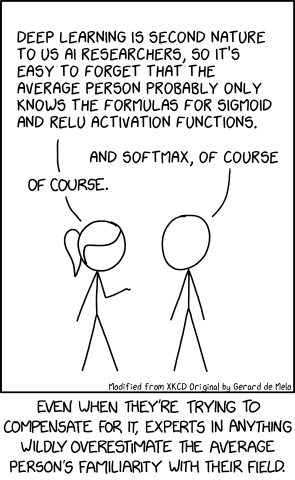 DEEP LEARNING IS SECOND NATURE
TO US AI RESEARCHERS, SO IT'S
EASY TO FORGET THAT THE
AVERAGE PERSON PROBABLY ONLY
KNOWS THE FORMULAS FOR SIGMOID
AND RELU ACTIVATION FUNCTIONS.
AND SOFTMAX, OF COURSE
OF COURSE.
Modified from XKCD Original by Gerard de Melo
EVEN WHEN THEY'RE TRYING TO
COMPENSATE FOR IT, EXPERTS IN ANYTHING
WILDLY OVERESTIMATE THE AVERAGE
PERSON'S FAMILIARITY WITH THEIR FIELD.